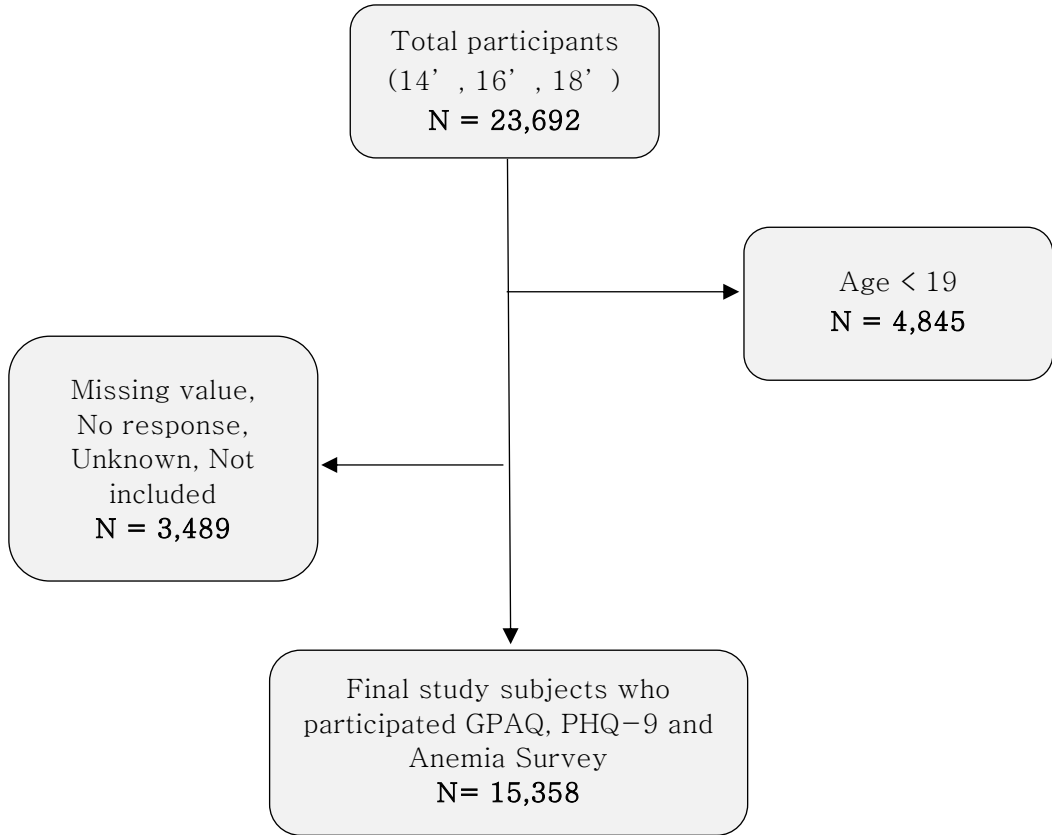 Total participants
(14’ , 16’ , 18’ )
N = 23,692
Age < 19
N = 4,845
Missing value,
No response,
Unknown, Not
included
N = 3,489
Final study subjects who
participated GPAQ, PHQ−9 and
Anemia Survey
N= 15,358